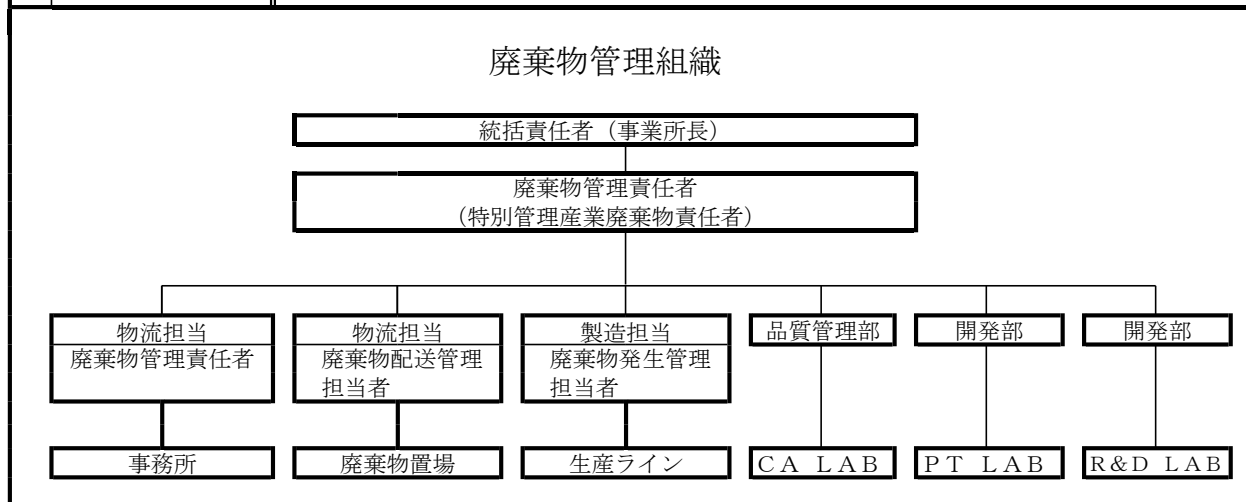 廃棄物管理組織
統括責任者（事業所長）
廃棄物管理責任者
（特別管理産業廃棄物責任者）
物流担当
廃棄物管理責任者
物流担当
廃棄物配送管理
担当者
製造担当
廃棄物発生管理
担当者
品質管理部
開発部
開発部
事務所
廃棄物置場
生産ライン
ＣＡ ＬＡＢ
ＰＴ ＬＡＢ
Ｒ＆Ｄ ＬＡＢ